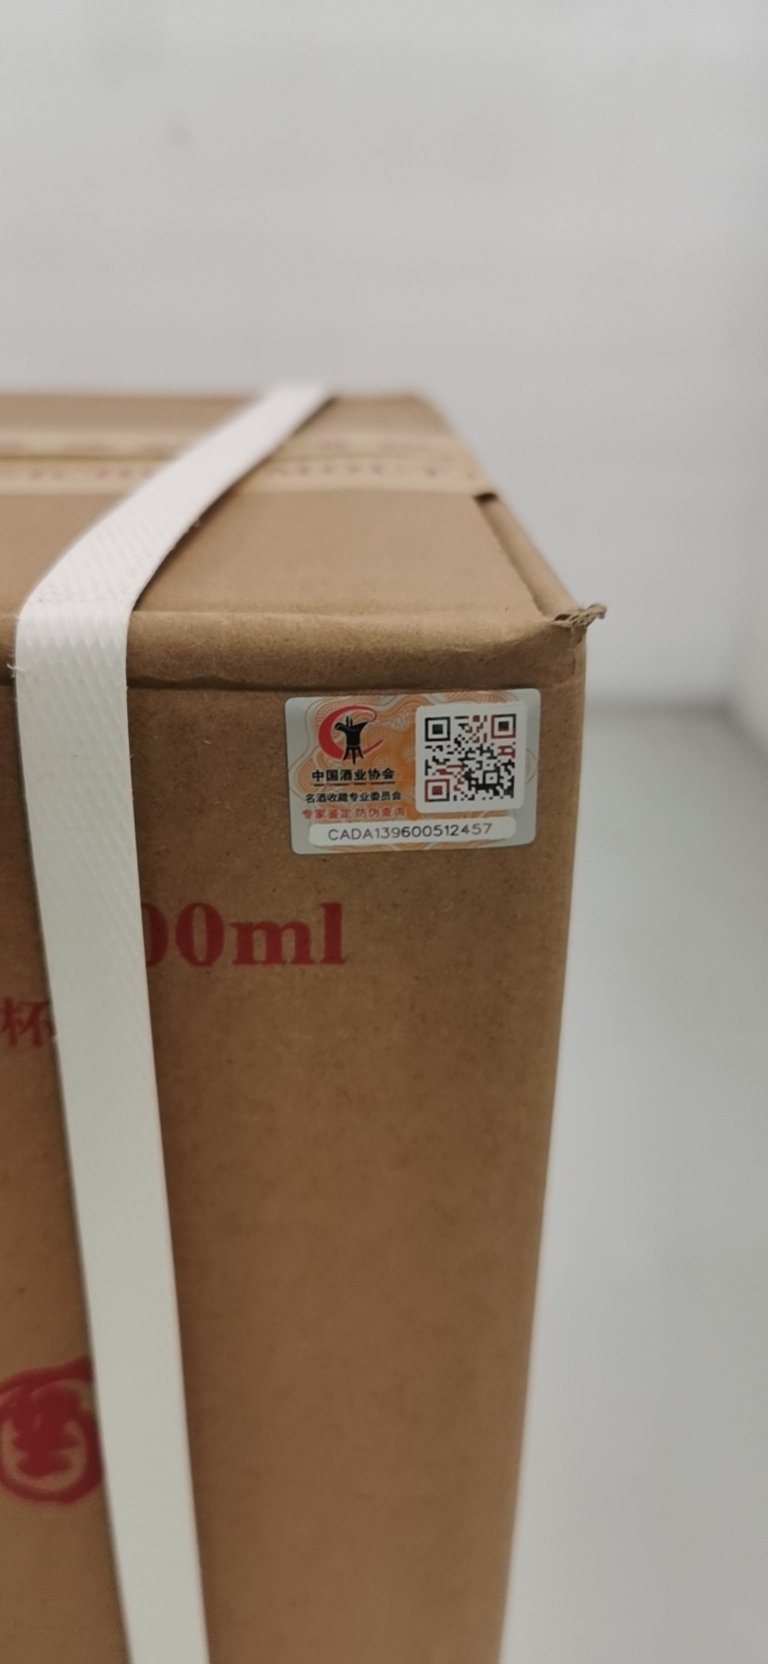 中国酒业协会
名酒收藏专业委员会
专家鉴定 防伪查询
CADA139600512457
00ml
杯